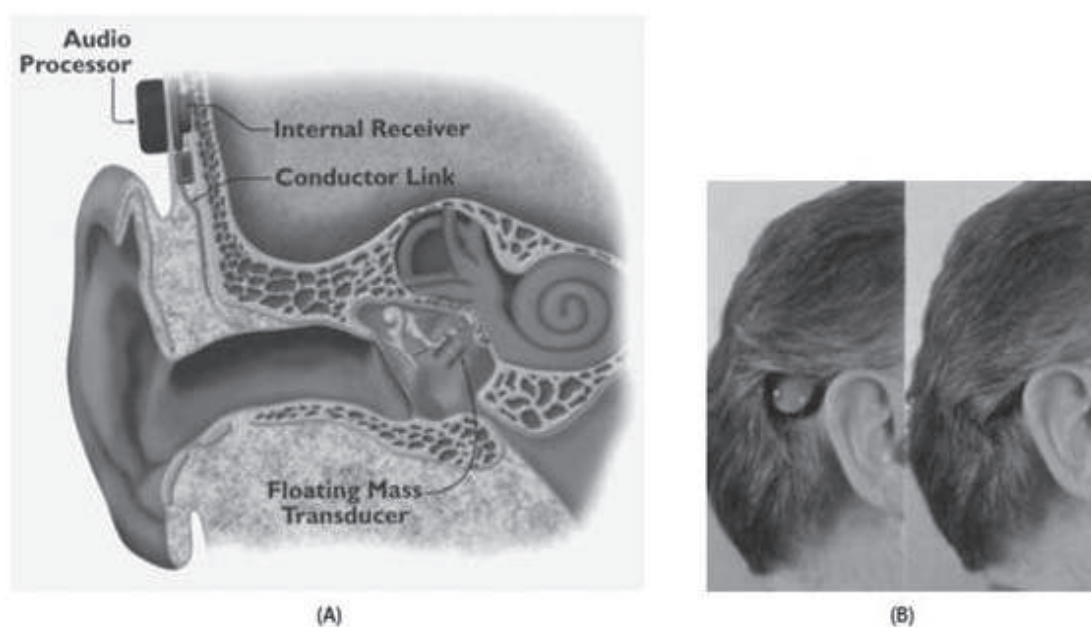 Audio
Processor
Internal Receiver
Conductor Link
Floating Mass
Transducer
(A)
(B)